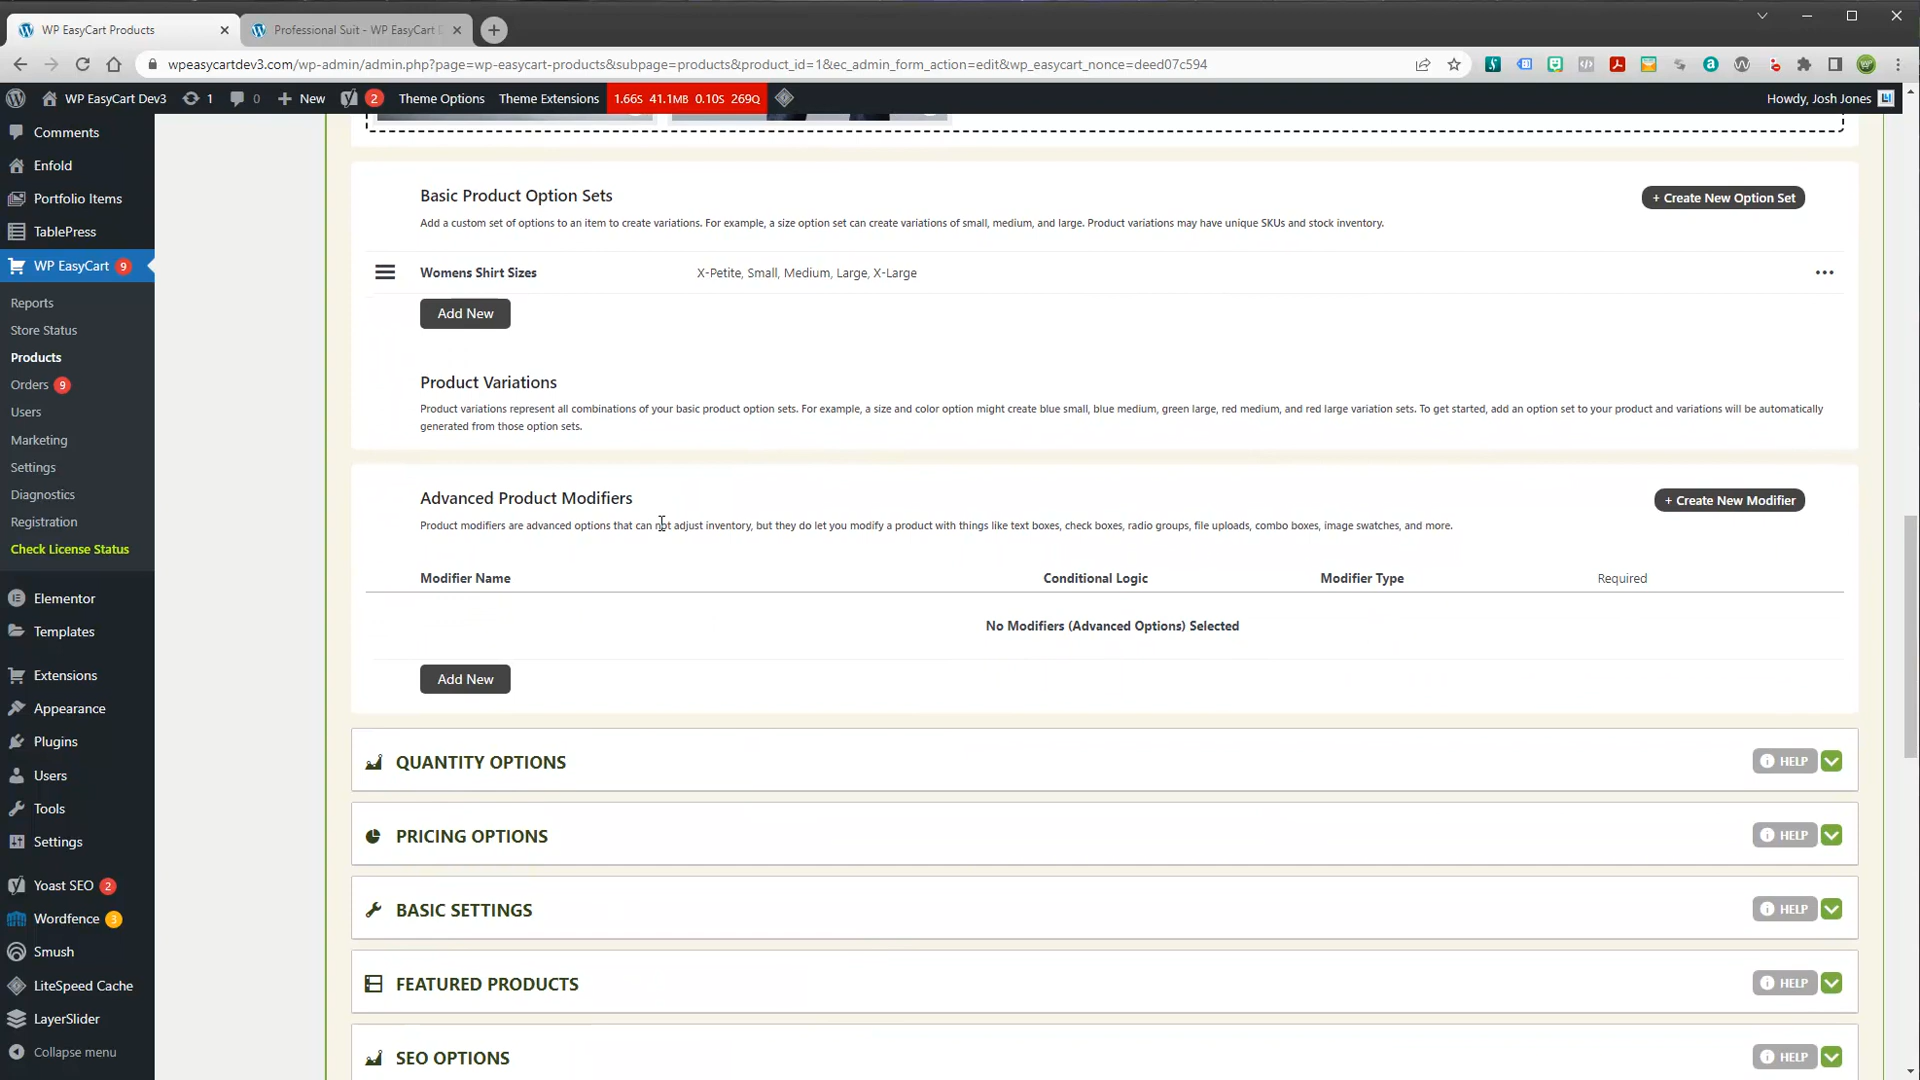 WP EasyCart Products
Professional Suit - WP EasyCart
wpeasycartdev3.com/wp-admin/admin.php?page=wp-easycart-products&subpage=products&product_id=1&ec_admin_form_action=edit&wp_easycart_nonce=deed07c594
WP EasyCart Dev3
1
0
New
2
Theme Options
Theme Extensions
1.66S 41.1MB 0.10S 269Q
Howdy, Josh Jones
Comments
Enfold
Portfolio Items
TablePress
WP EasyCart 9
Reports
Store Status
Products
Orders 9
Users
Marketing
Settings
Diagnostics
Registration
Check License Status
Elementor
Templates
Extensions
Appearance
Plugins
Users
Tools
Settings
Yoast SEO 2
Wordfence 3
Smush
LiteSpeed Cache
LayerSlider
Collapse menu
Basic Product Option Sets
+ Create New Option Set
Add a custom set of options to an item to create variations. For example, a size option set can create variations of small, medium, and large. Product variations may have unique SKUs and stock inventory.
Womens Shirt Sizes
X-Petite, Small, Medium, Large, X-Large
Add New
Product Variations
Product variations represent all combinations of your basic product option sets. For example, a size and color option might create blue small, blue medium, green large, red medium, and red large variation sets. To get started, add an option set to your product and variations will be automatically
generated from those option sets.
Advanced Product Modifiers
+ Create New Modifier
Product modifiers are advanced options that can not adjust inventory, but they do let you modify a product with things like text boxes, check boxes, radio groups, file uploads, combo boxes, image swatches, and more.
Modifier Name
Conditional Logic
Modifier Type
Required
No Modifiers (Advanced Options) Selected
Add New
QUANTITY OPTIONS
HELP
PRICING OPTIONS
HELP
BASIC SETTINGS
HELP
FEATURED PRODUCTS
HELP
SEO OPTIONS
HELP